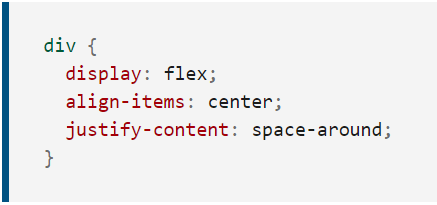 div {
  display: flex;
  align-items: center;
  justify-content: space-around;
}